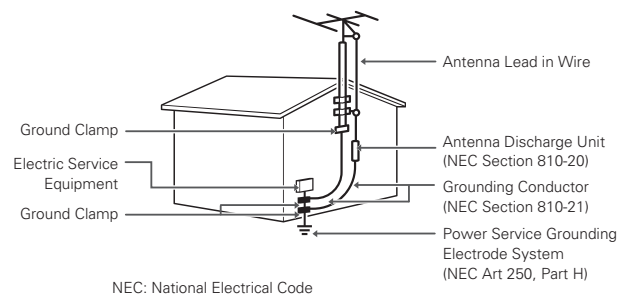 Ground Clamp
Electric Service
Equipment
Ground Clamp
Antenna Lead in Wire
Antenna Discharge Unit
(NEC Section 810-20)
Grounding Conductor
(NEC Section 810-21)
Power Service Grounding
Electrode System
(NEC Art 250, Part H)
NEC: National Electrical Code